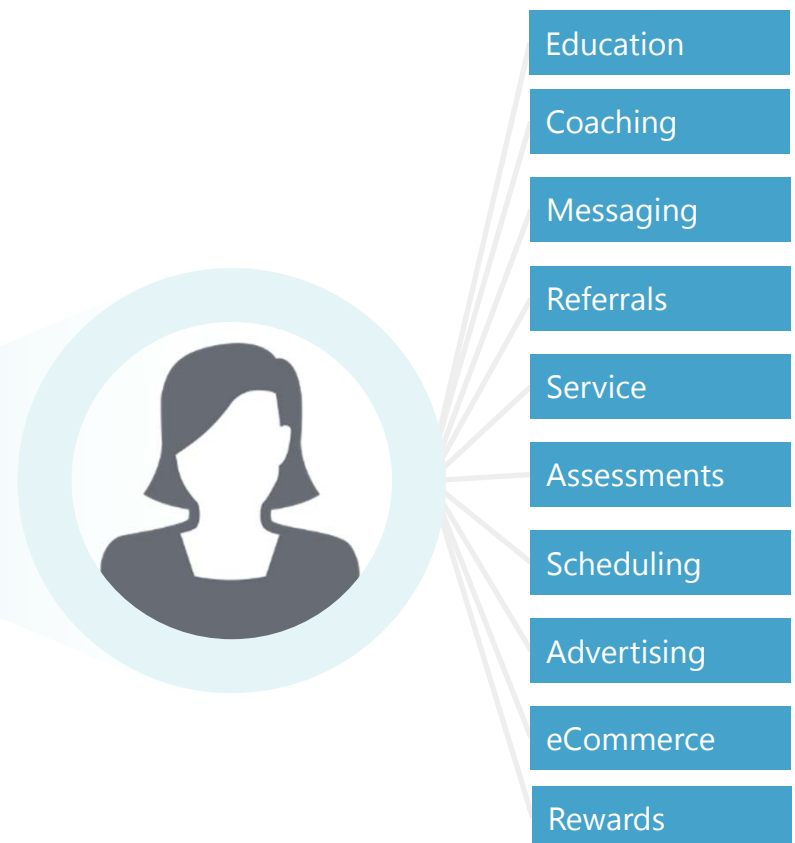 Education
Coaching
Messaging
Referrals
Service
Assessments
Scheduling
Advertising
eCommerce
Rewards